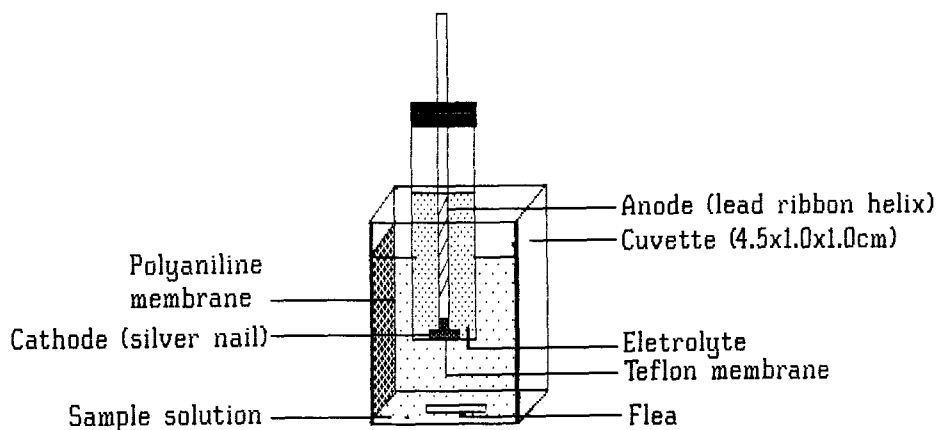 Anode (lead ribbon helix)
Cuvette (4.5x1.0x1.0cm)
Polyaniline
membrane
Cathode (silver nail)
Eletrolyte
Teflon membrane
Sample solution
Flea